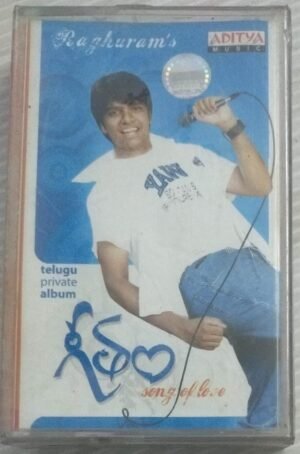 Raghuram's
ADITYA
MUSIC
telugu
private
album
గీతం
song of love